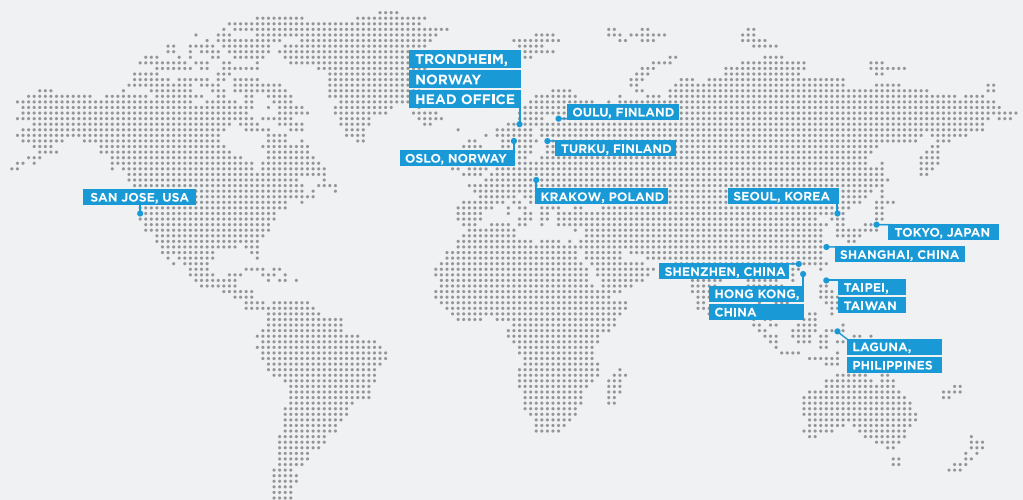 TRONDHEIM,
NORWAY
HEAD OFFICE
OULU, FINLAND
TURKU, FINLAND
OSLO, NORWAY
KRAKOW, POLAND
SAN JOSE, USA
SEOUL, KOREA
TOKYO, JAPAN
SHANGHAI, CHINA
SHENZHEN, CHINA
HONG KONG,
CHINA
TAIPEI,
TAIWAN
LAGUNA,
PHILIPPINES